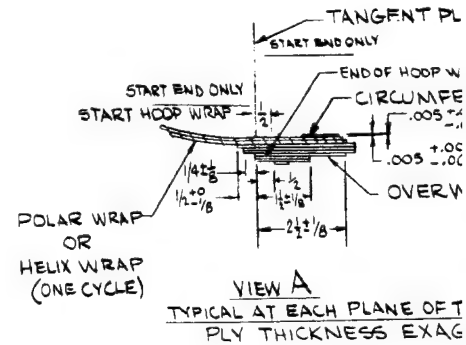 TANGENT PL
START END ONLY
END OF HOOP W
START END ONLY
START HOOP WRAP
1/2
CIRCUMFE
.005
.005
1/4 ± 1/8
1/2
1/2 +0 -1/8
1 1/2 ± 1/8
OVERW
2 1/2 ± 1/8
POLAR WRAP
OR
HELIX WRAP
(ONE CYCLE)
VIEW A
TYPICAL AT EACH PLANE OF T
PLY THICKNESS EXAG